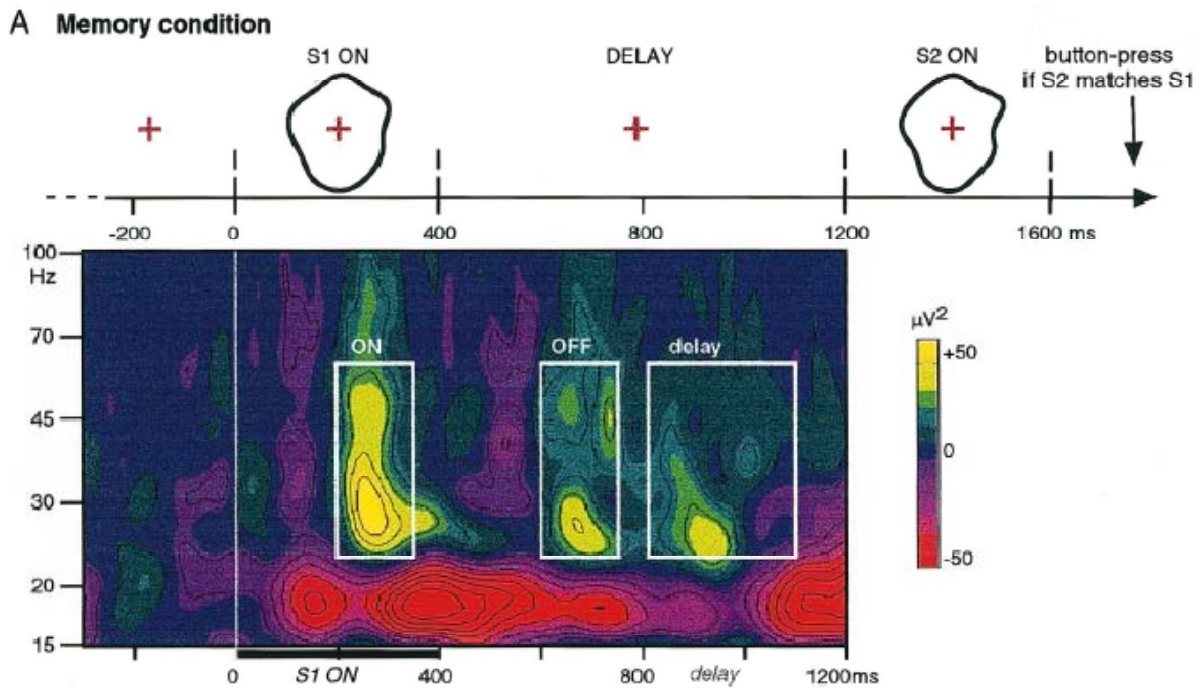 A Memory condition
S1 ON DELAY S2 ON button-press
if S2 matches S1
-200 0 400 800 1200 1600 ms
100
Hz
70
45
30
20
15
ON OFF delay
μV2
+50
0
-50
0 S1 ON 400 800 delay 1200ms